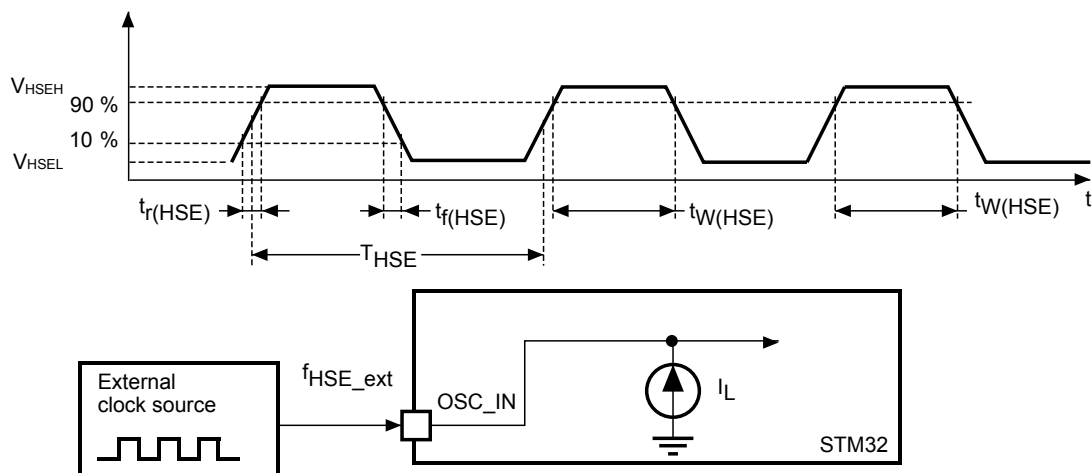 VHSEH
90 %
10 %
VHSEL
tr(HSE)
tf(HSE)
tW(HSE)
tW(HSE)
t
THSE
External
clock source
fHSE_ext
OSC_IN
IL
STM32